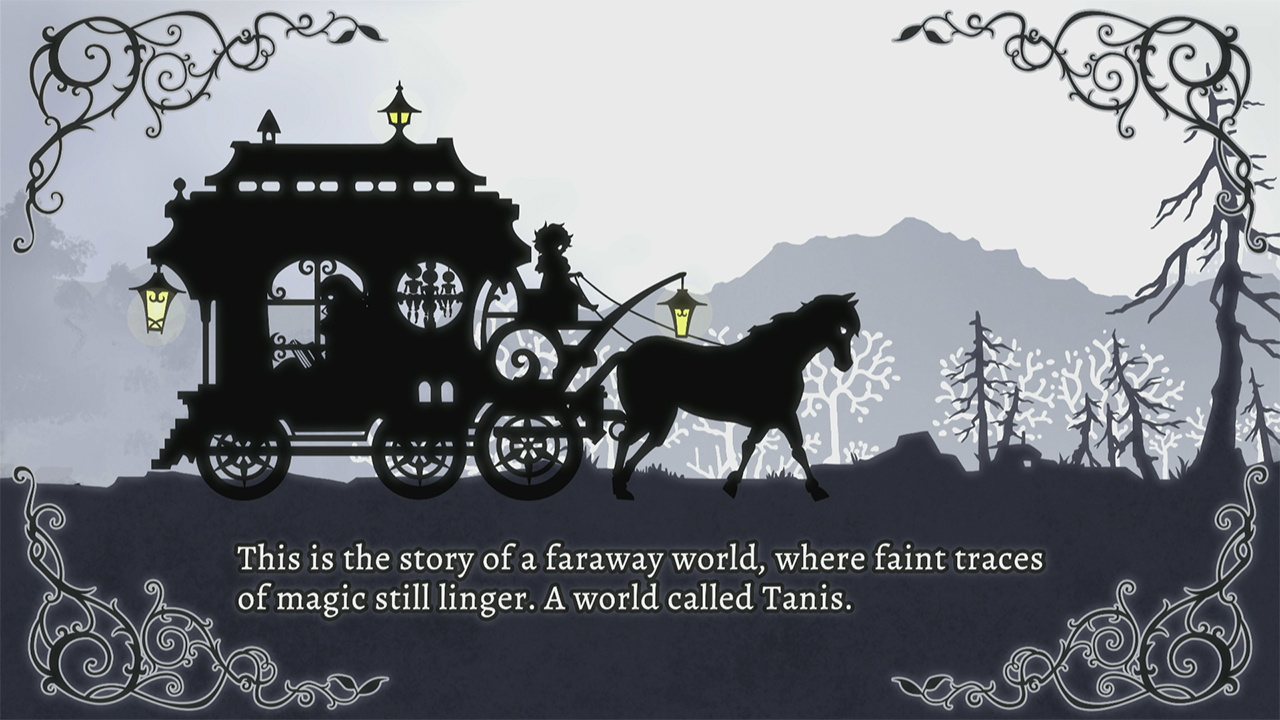 This is the story of a faraway world, where faint traces
of magic still linger. A world called Tanis.